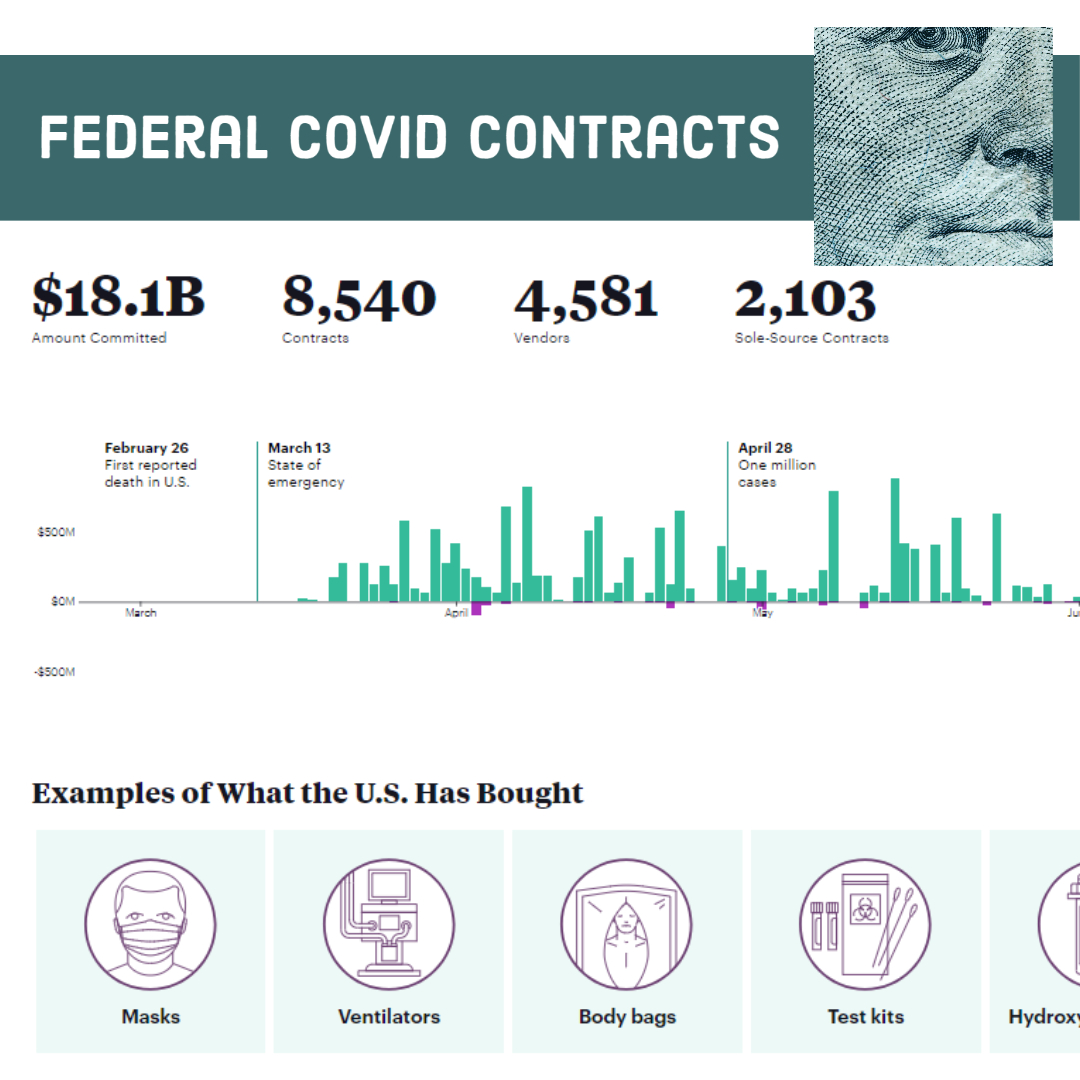 FEDERAL COVID CONTRACTS
$18.1B
Amount Committed
8,540
Contracts
4,581
Vendors
2,103
Sole-Source Contracts
February 26
First reported
death in U.S.
March 13
State of
emergency
April 28
One million
cases
$500M
$0M
-$500M
March
April
May
Ju
Examples of What the U.S. Has Bought
Masks
Ventilators
Body bags
Test kits
Hydroxy